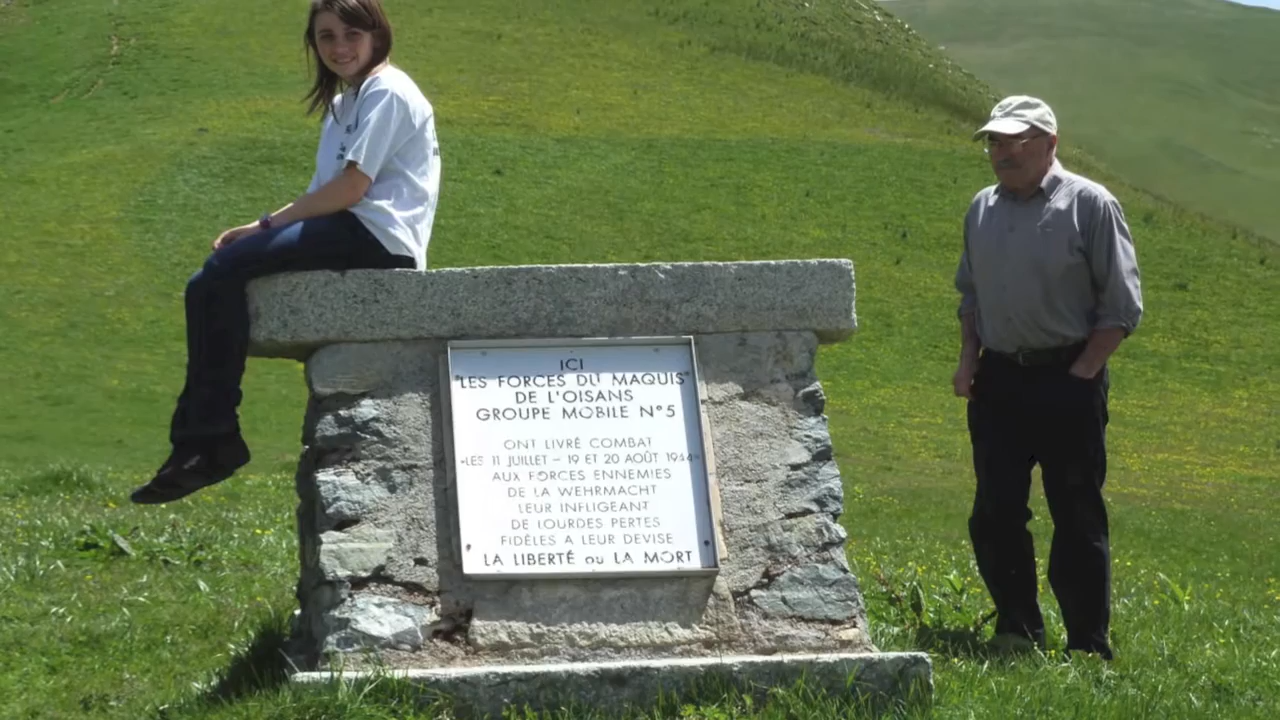 ICI
"LES FORCES DU MAQUIS"
DE L'OISANS
GROUPE MOBILE N°5
ONT LIVRÉ COMBAT
LES 11 JUILLET - 19 ET 20 AOÛT 1944
AUX FORCES ENNEMIES
DE LA WEHRMACHT
LEUR INFLIGEANT
DE LOURDES PERTES
FIDÈLES A LEUR DEVISE
LA LIBERTÉ ou LA MORT